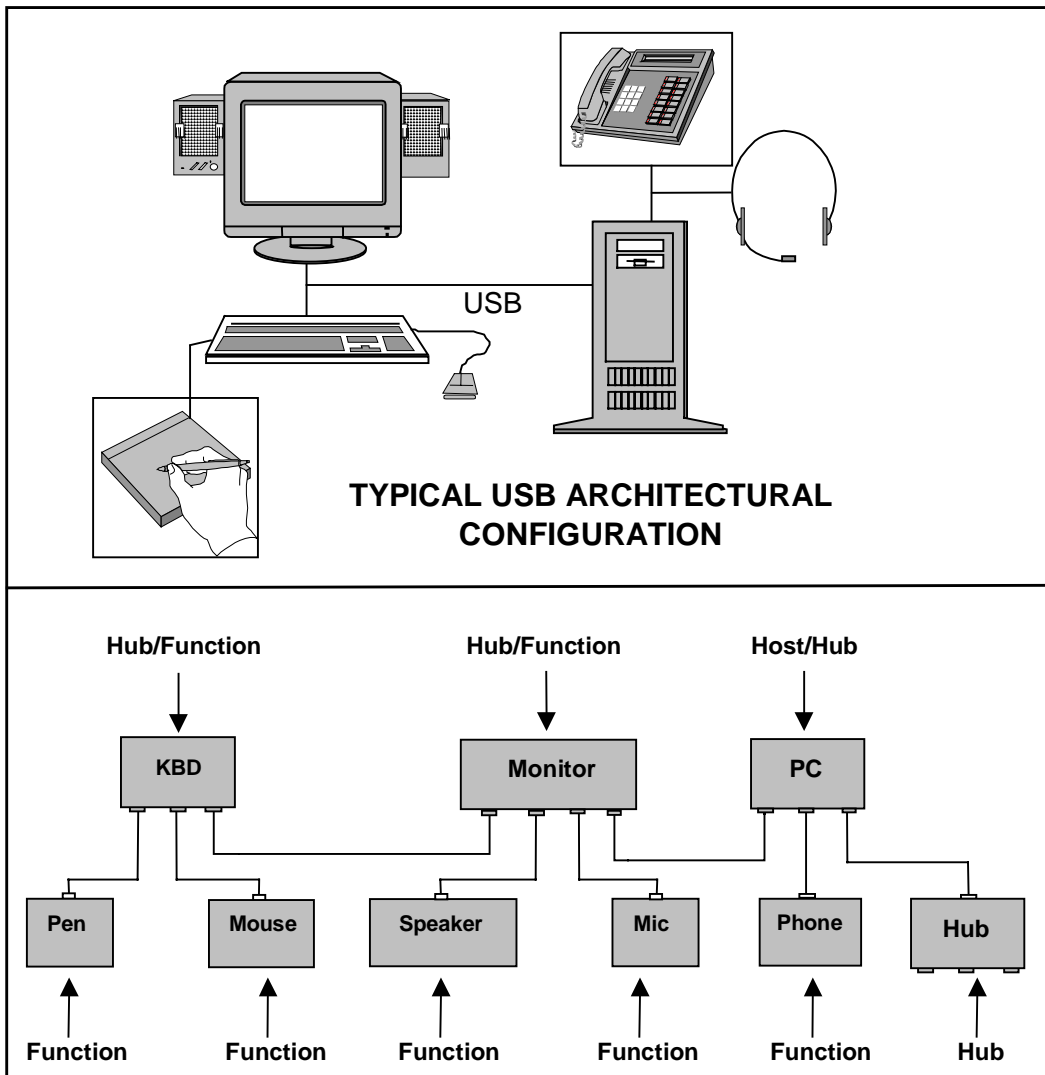 USB
TYPICAL USB ARCHITECTURAL
CONFIGURATION
Hub/Function Hub/Function Host/Hub
KBD Monitor PC
Pen Mouse Speaker Mic Phone Hub
Function Function Function Function Function Hub